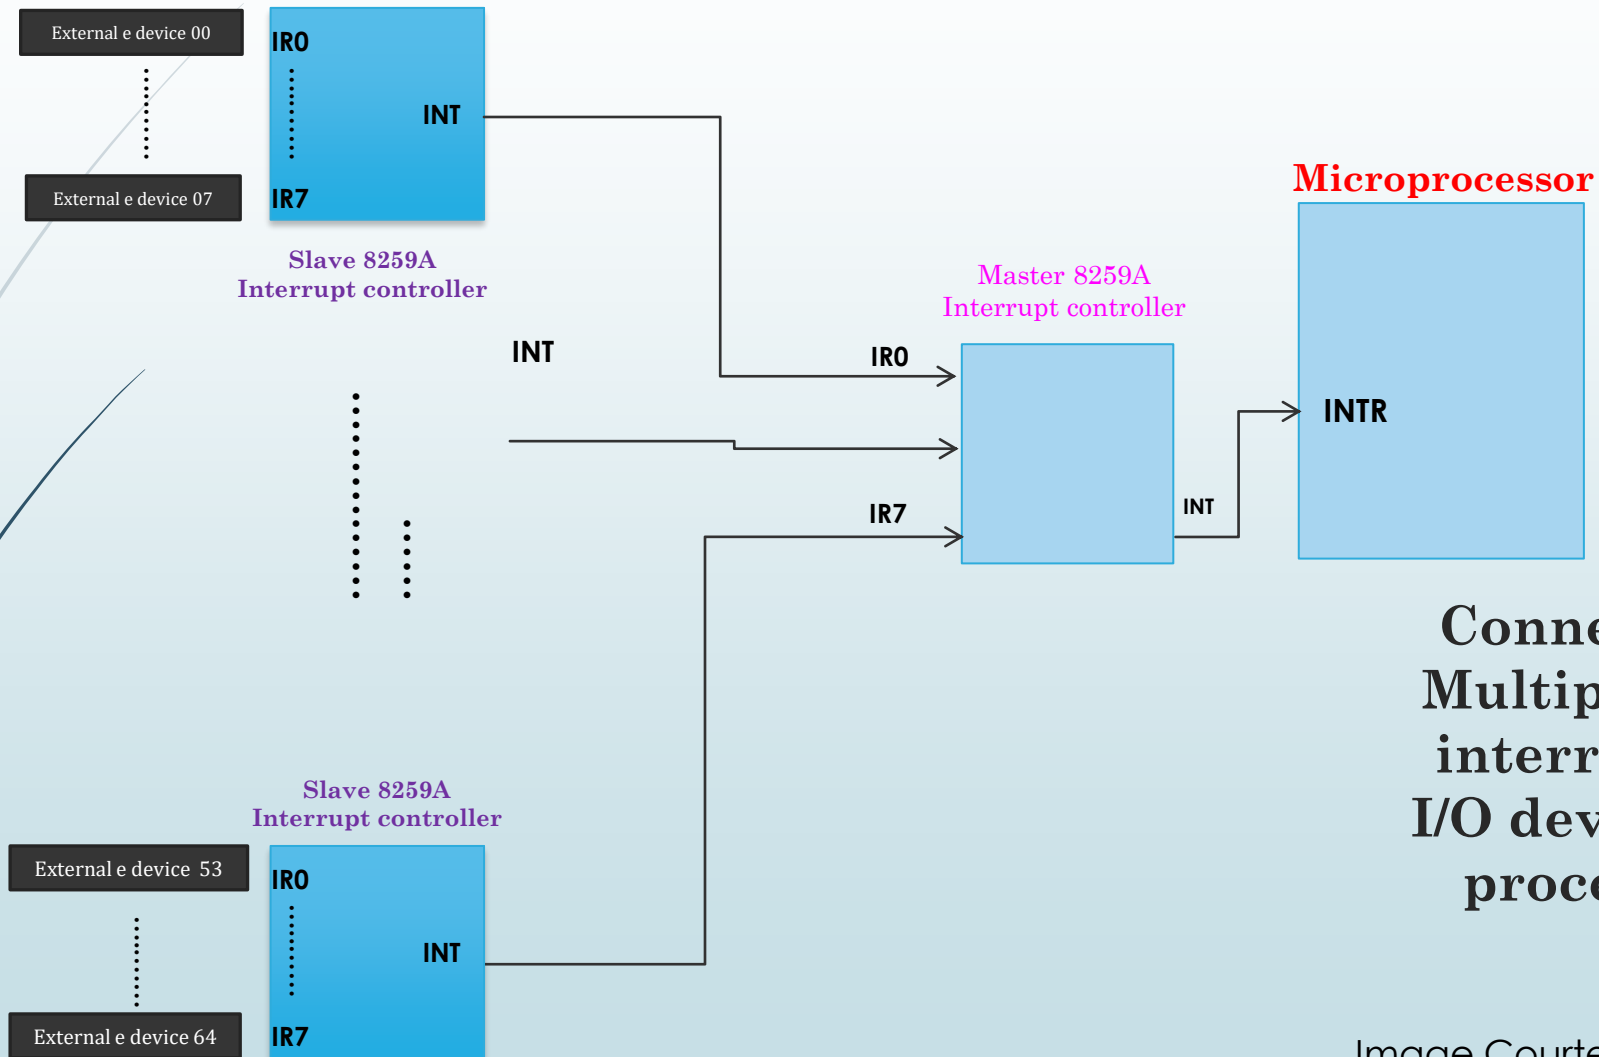 External e device 00
IR0
INT
External e device 07
IR7
Slave 8259A
Interrupt controller
INT
Master 8259A
Interrupt controller
IR0
IR7
INT
Microprocessor
INTR
Slave 8259A
Interrupt controller
External e device 53
IR0
INT
External e device 64
IR7
I/O